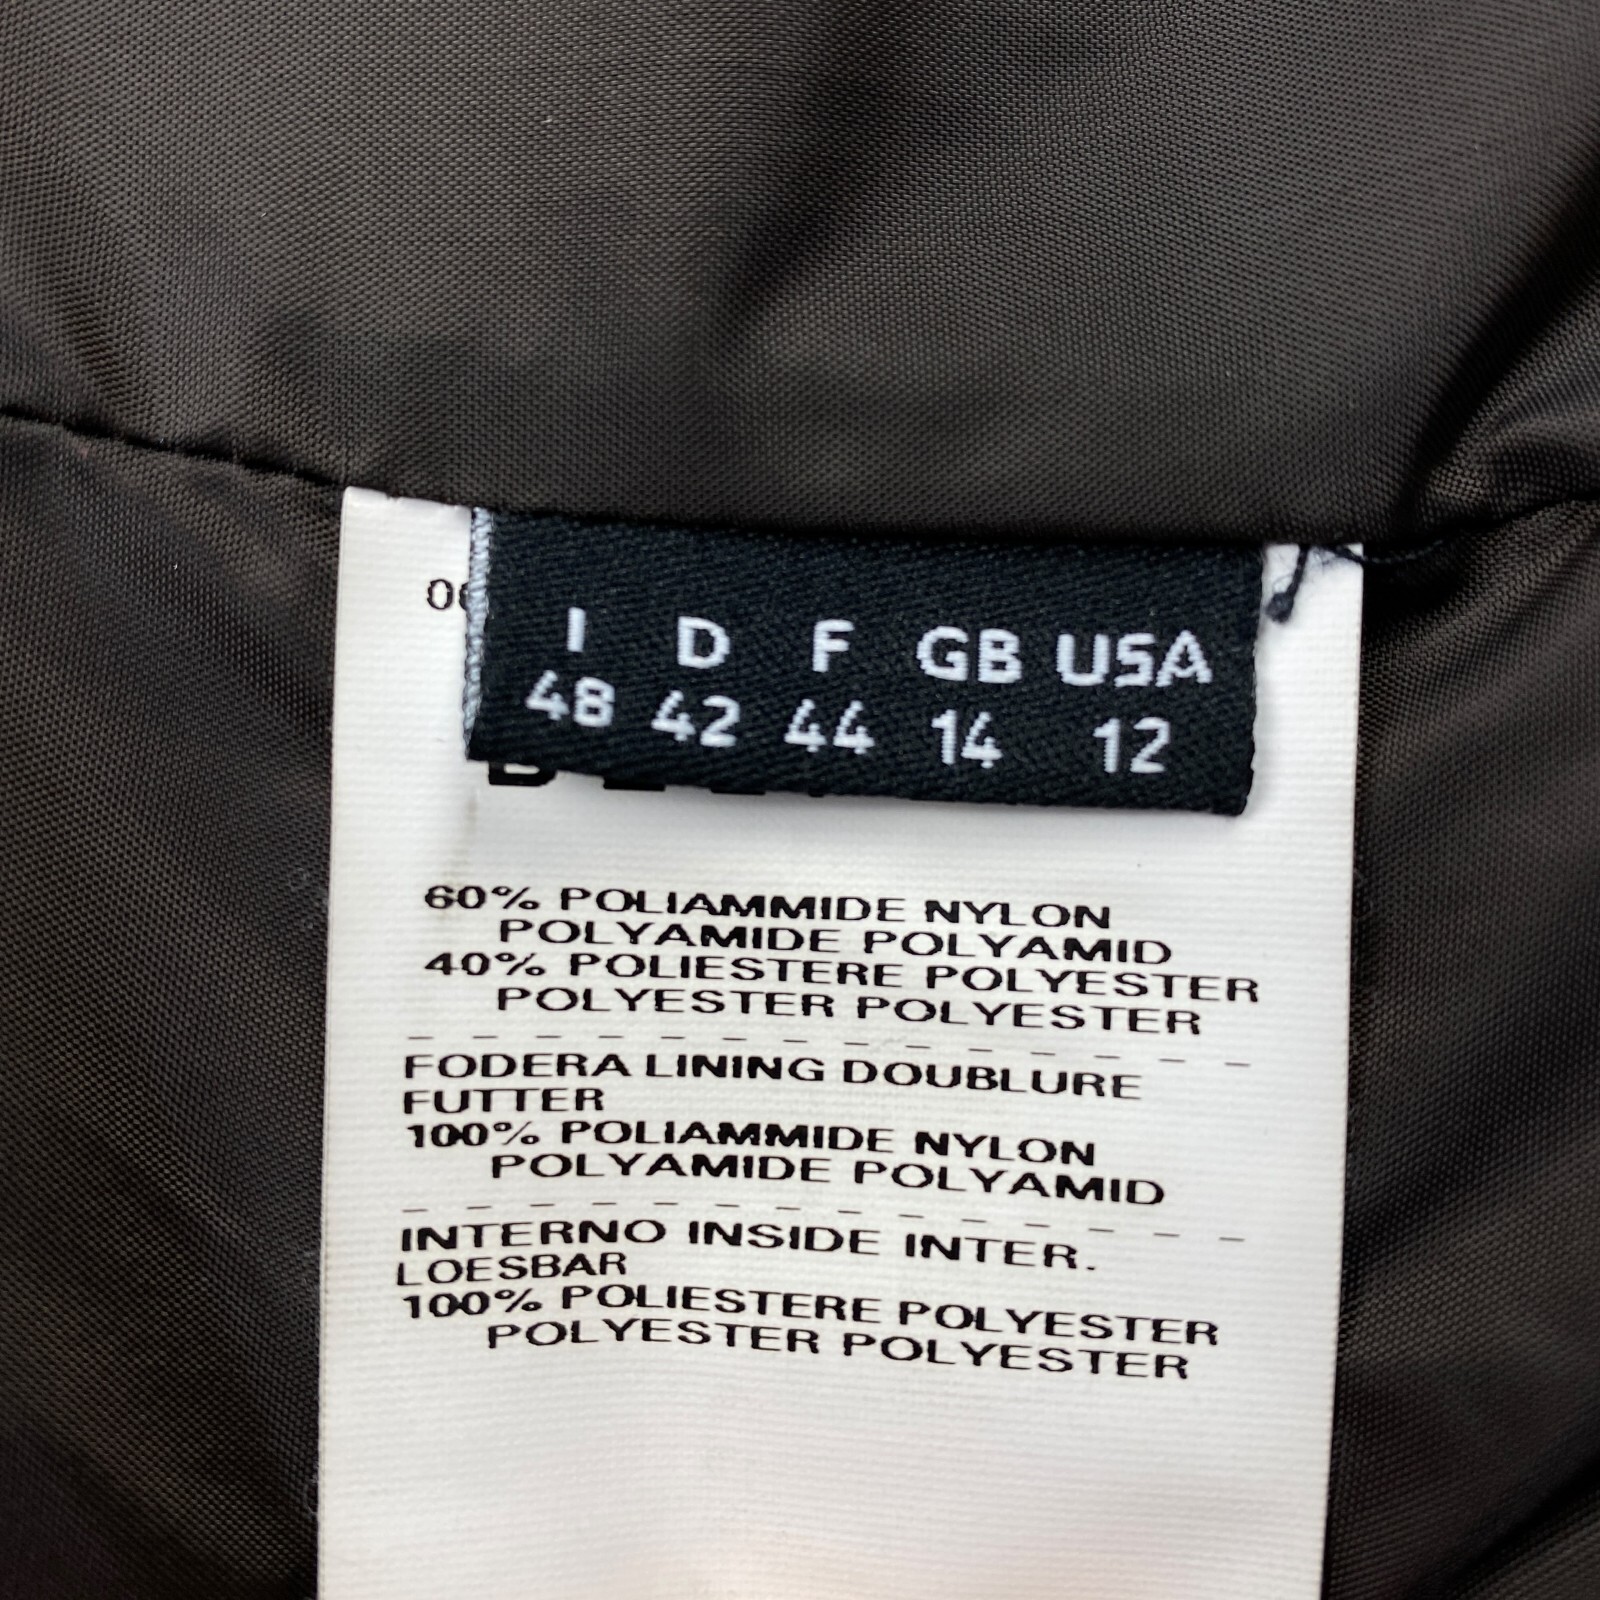 I D F GB USA
48 42 44 14 12
60% POLIAMMIDE NYLON
POLYAMIDE POLYAMID
40% POLIESTERE POLYESTER
POLYESTER POLYESTER
FODERA LINING DOUBLURE
FUTTER
100% POLIAMMIDE NYLON
POLYAMIDE POLYAMID
INTERNO INSIDE INTER.
LOESBAR
100% POLIESTERE POLYESTER
POLYESTER POLYESTER